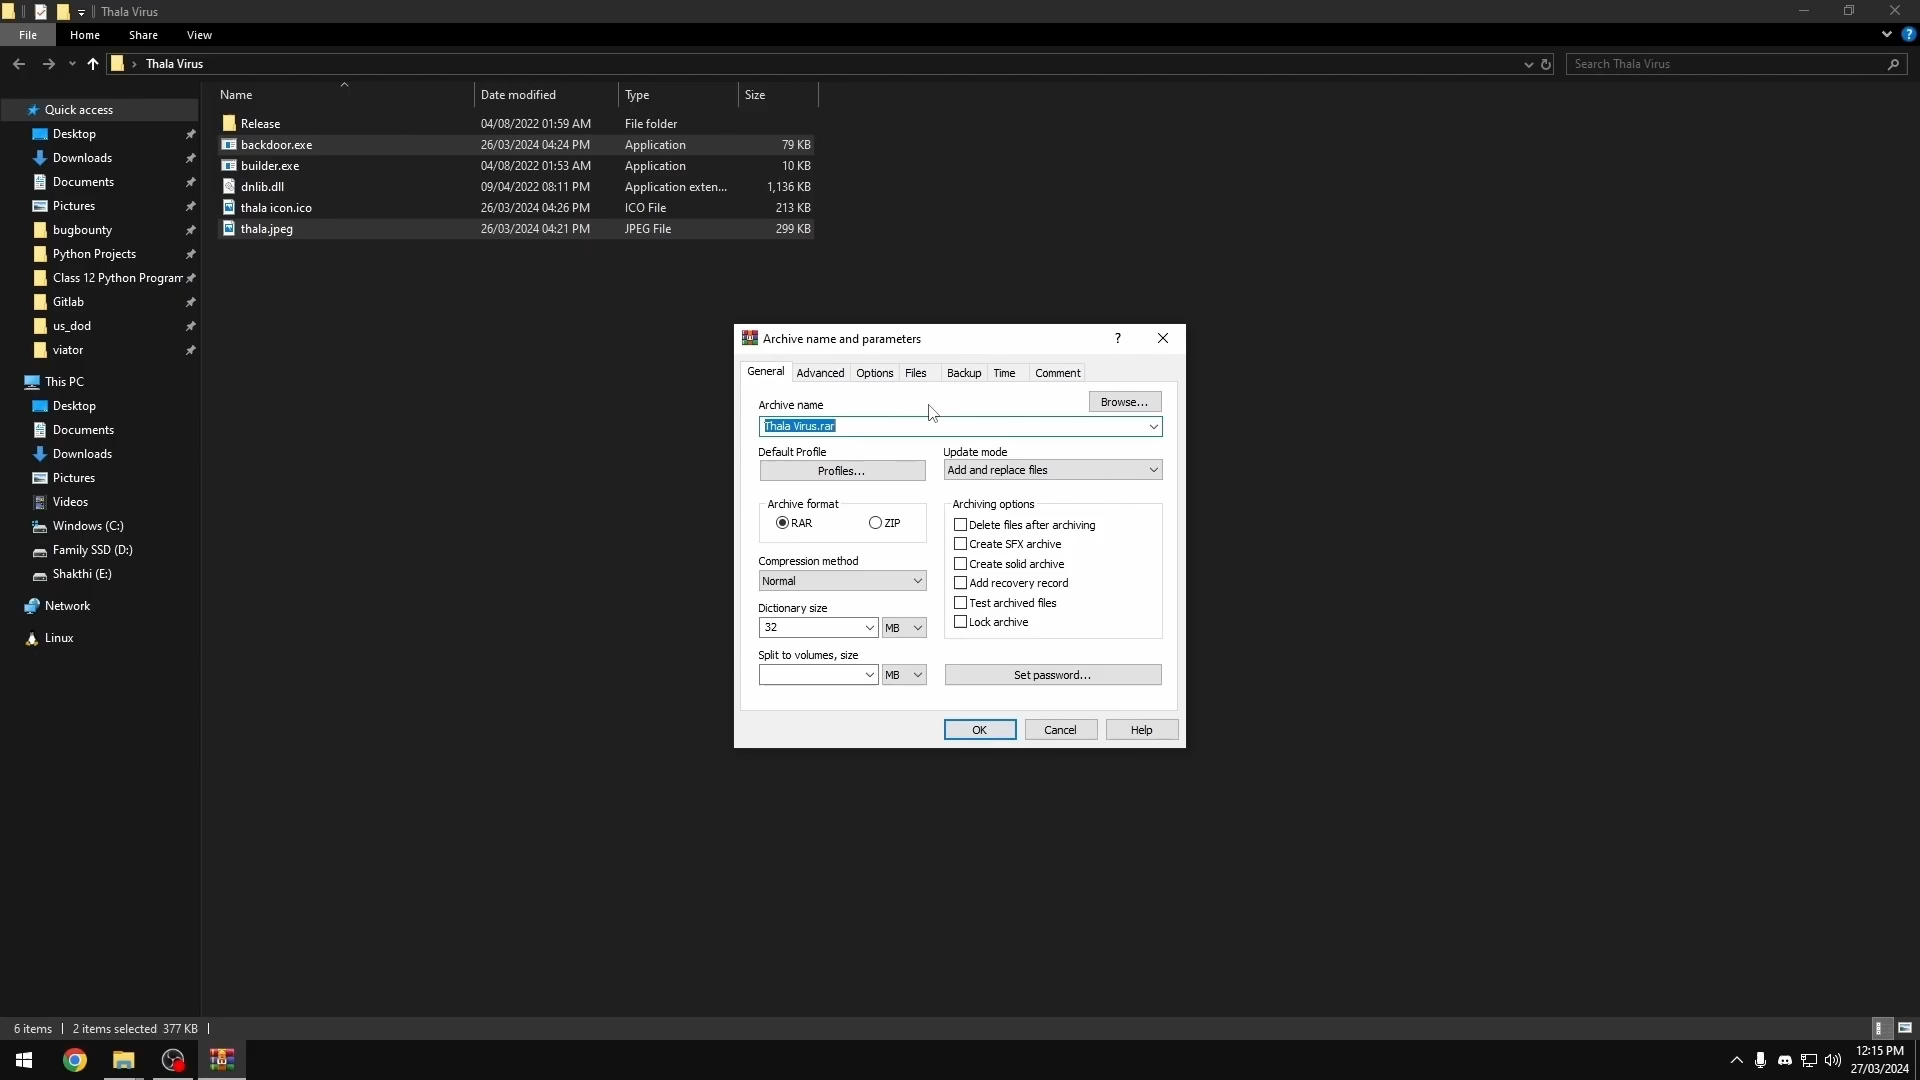 Thala Virus
File Home Share View
Thala Virus
Search Thala Virus
Name Date modified Type Size
Quick access
Desktop
Downloads
Documents
Pictures
bugbounty
Python Projects
Class 12 Python Program
Gitlab
us_dod
viator
This PC
Desktop
Documents
Downloads
Pictures
Videos
Windows (C:)
Family SSD (D:)
Shakthi (E:)
Network
Linux
Release 04/08/2022 01:59 AM File folder
backdoor.exe 26/03/2024 04:24 PM Application 79 KB
builder.exe 04/08/2022 01:53 AM Application 10 KB
dnlib.dll 09/04/2022 08:11 PM Application exten... 1,136 KB
thala icon.ico 26/03/2024 04:26 PM ICO File 213 KB
thala.jpeg 26/03/2024 04:21 PM JPEG File 299 KB
Archive name and parameters ?
General Advanced Options Files Backup Time Comment
Archive name Browse...
Thala Virus.rar
Default Profile Update mode
Profiles... Add and replace files
Archive format Archiving options
RAR ZIP Delete files after archiving
Create SFX archive
Compression method Create solid archive
Normal Add recovery record
Dictionary size Test archived files
32 MB Lock archive
Split to volumes, size
MB Set password...
OK Cancel Help
6 items 2 items selected 377 KB
12:15 PM
27/03/2024